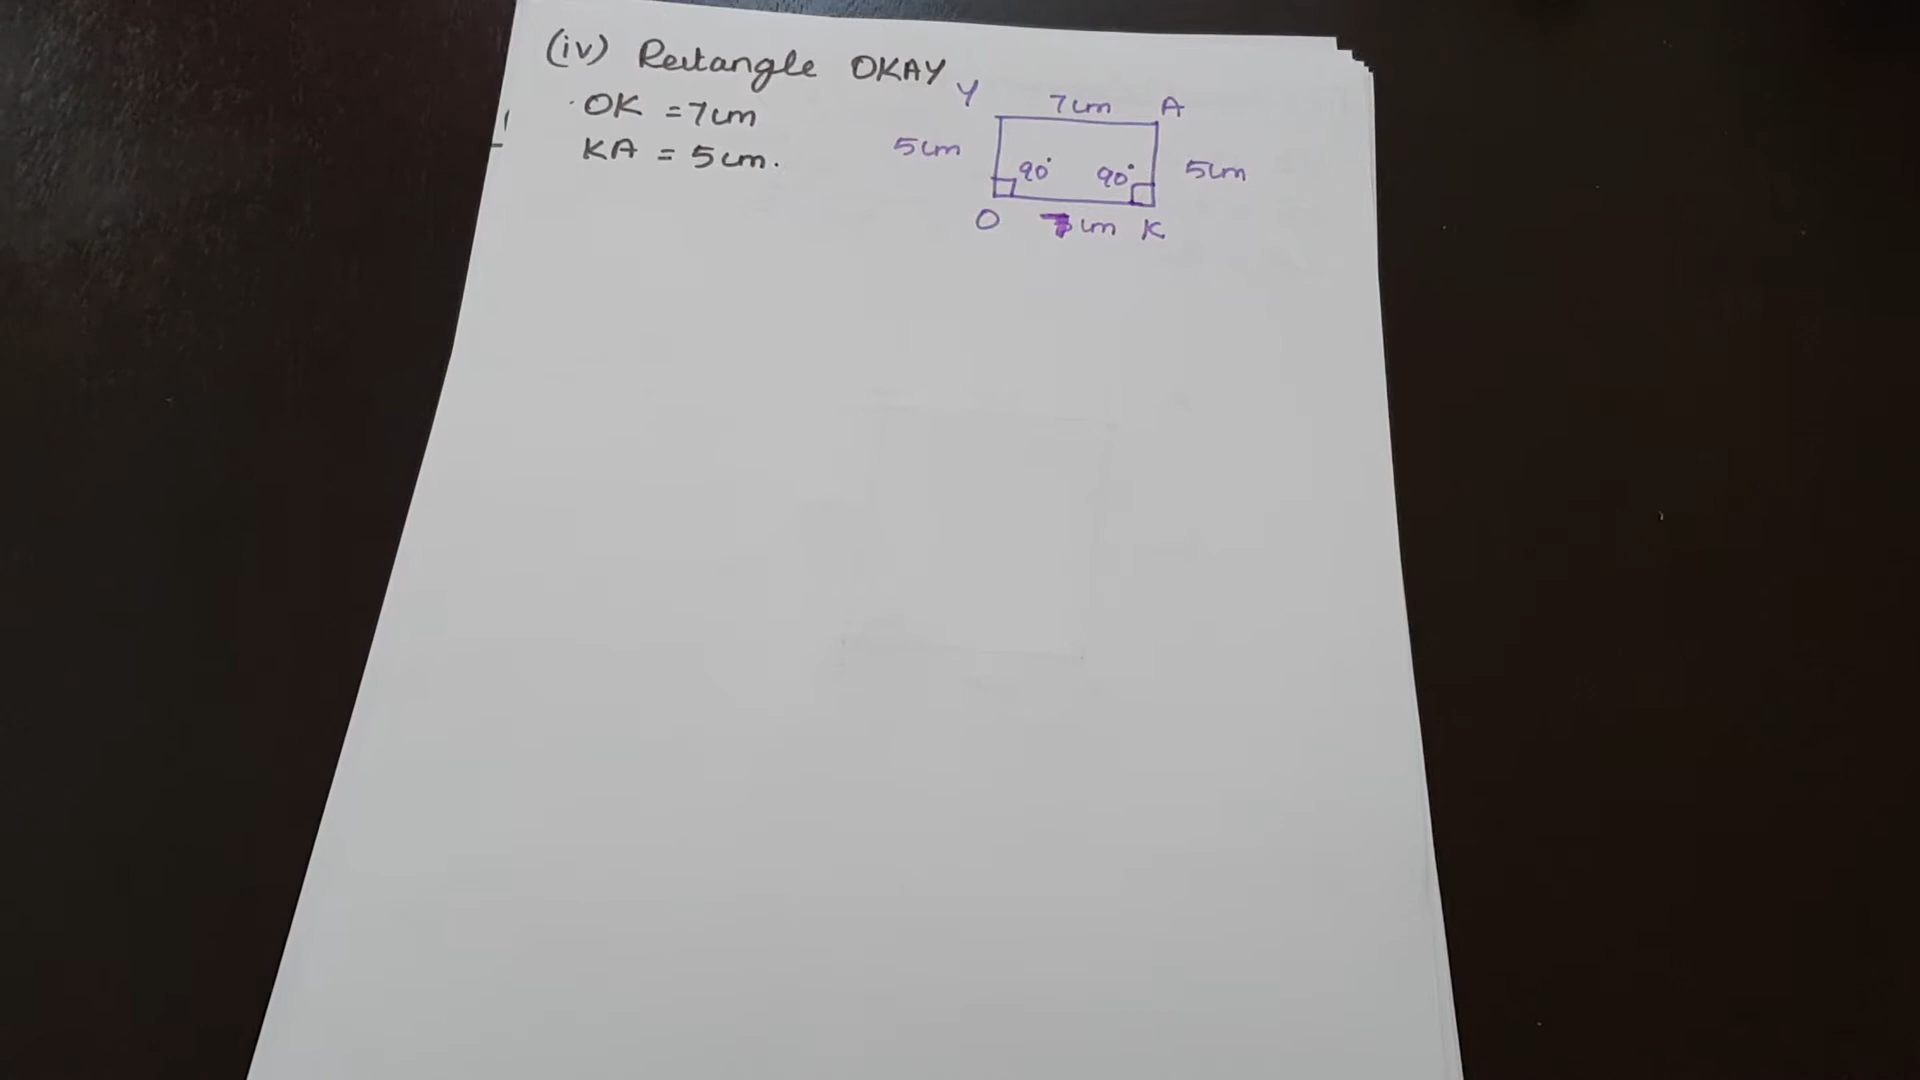 (iv) Rectangle OKAY
OK = 7cm
KA = 5cm.
Y 7cm A
5cm 5cm
90° 90°
O 7cm K